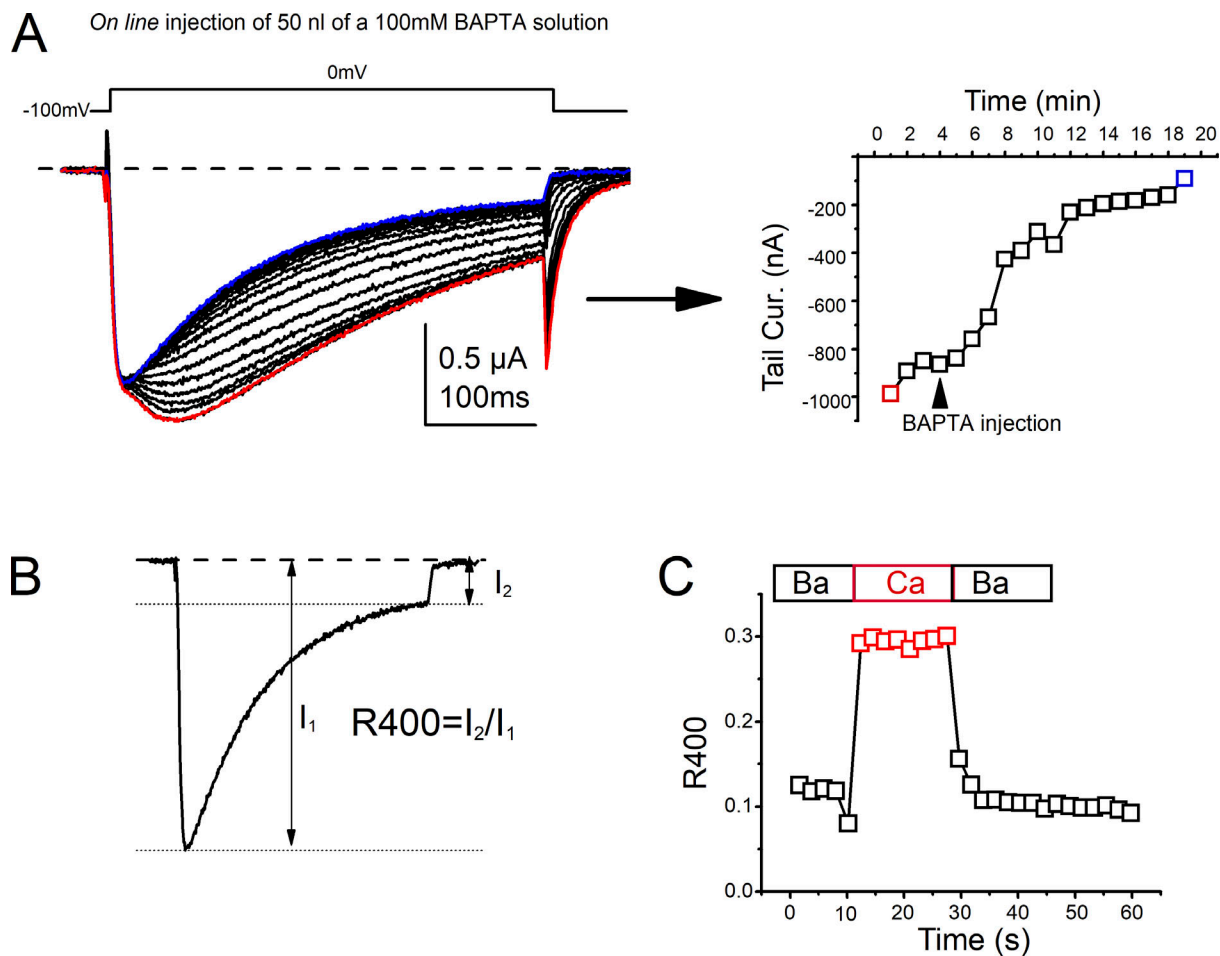 A
On line injection of 50 nl of a 100mM BAPTA solution
0mV
-100mV
0.5 µA
100ms
Time (min)
0 2 4 6 8 10 12 14 16 18 20
-200
-400
-600
-800
-1000
Tail Cur. (nA)
BAPTA injection
B
I2
I1
R400=I2/I1
C
Ba Ca Ba
0.3
0.2
0.1
0.0
R400
0 10 20 30 40 50 60
Time (s)